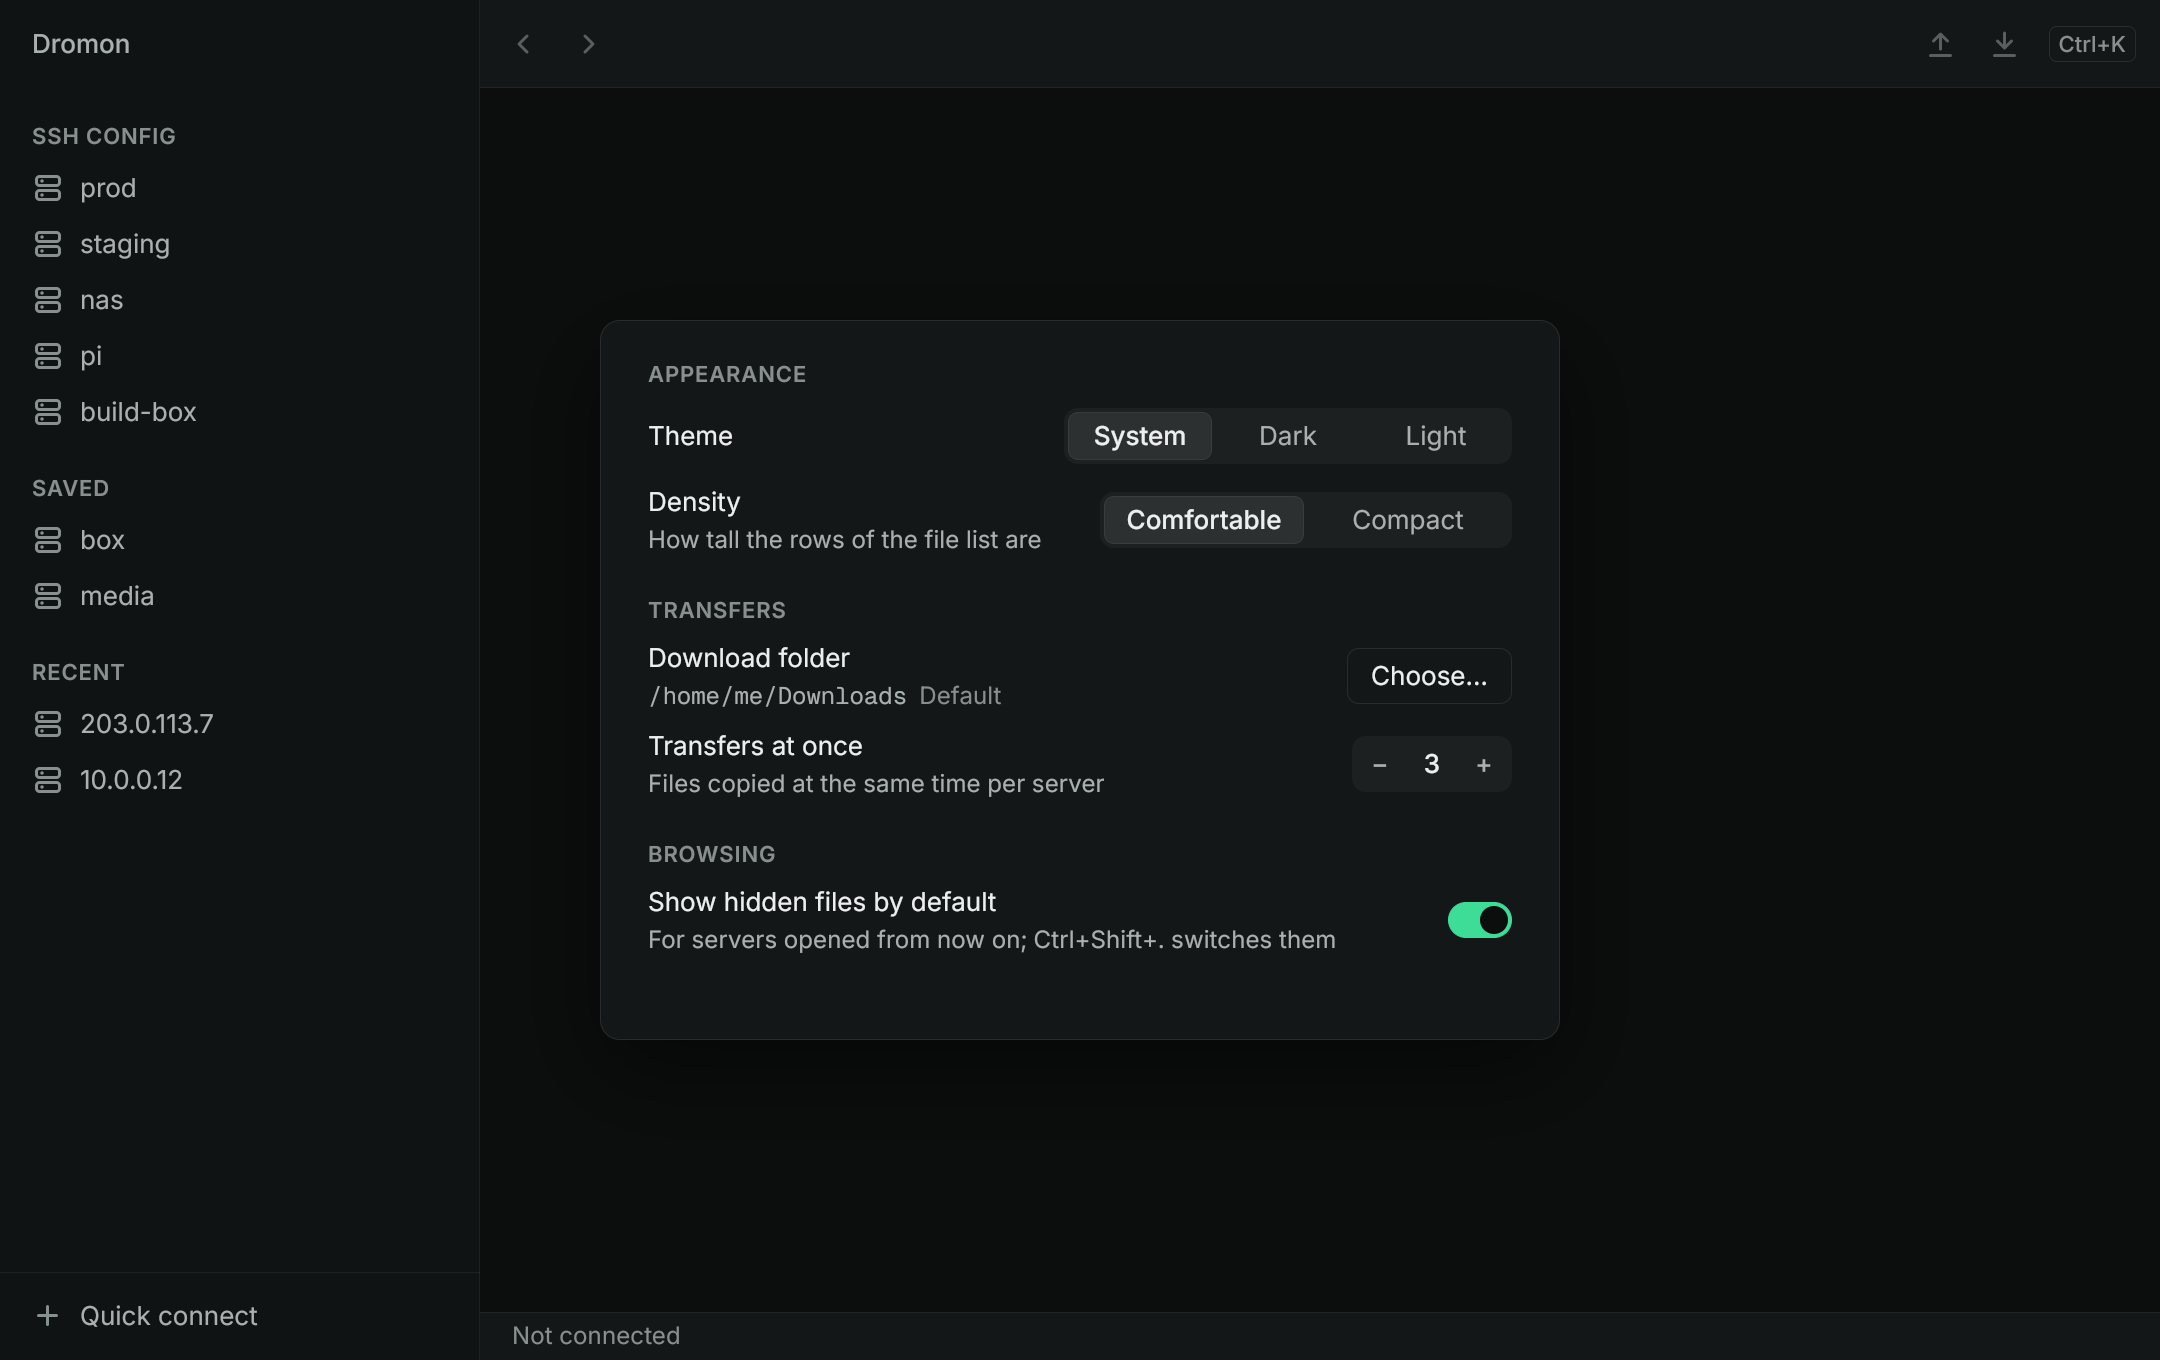 Dromon
Ctrl+K
SSH CONFIG
prod
staging
nas
pi
build-box
SAVED
box
media
RECENT
203.0.113.7
10.0.0.12
Quick connect
APPEARANCE
Theme
System Dark Light
Density
How tall the rows of the file list are
Comfortable Compact
TRANSFERS
Download folder
/home/me/Downloads Default
Choose...
Transfers at once
Files copied at the same time per server
− 3 +
BROWSING
Show hidden files by default
For servers opened from now on; Ctrl+Shift+. switches them
Not connected